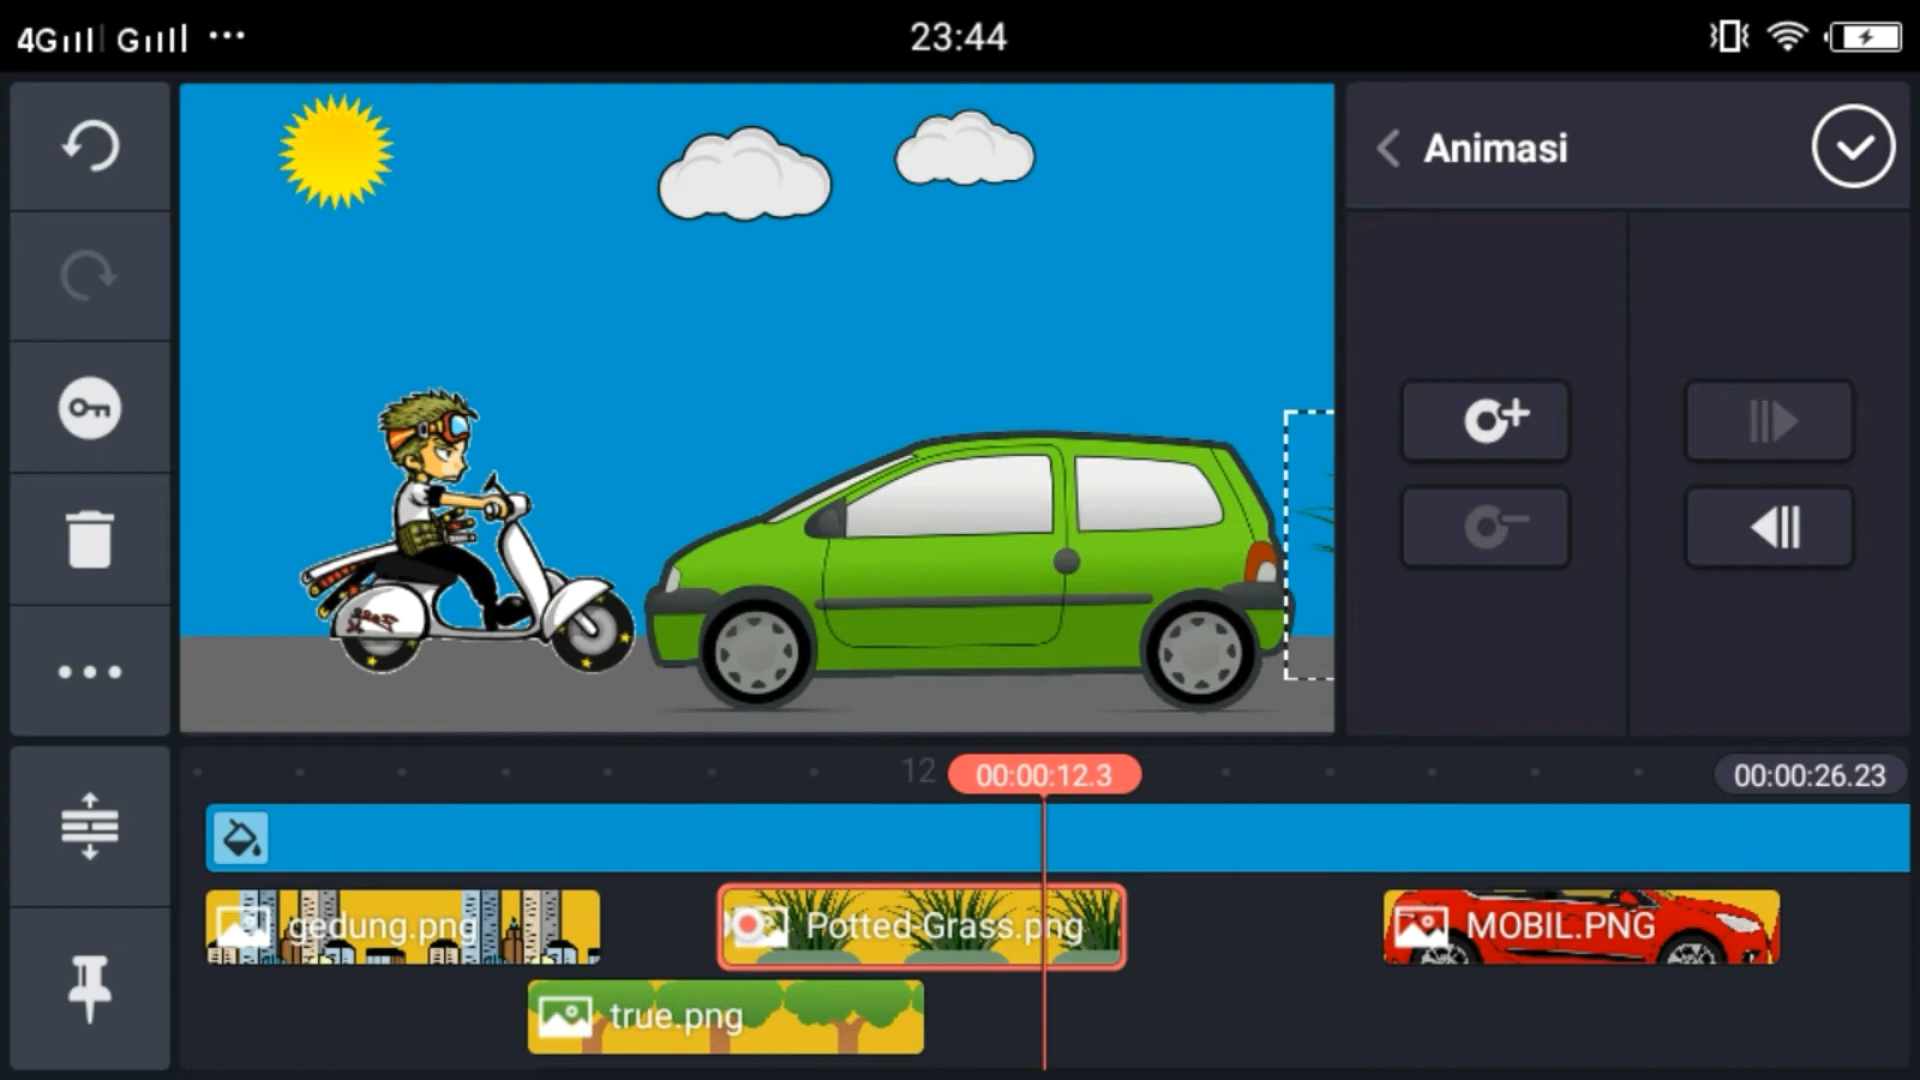 4G G ... 23:44
Animasi
12 00:00:12.3 00:00:26.23
gedung.png Potted-Grass.png MOBIL.PNG
true.png